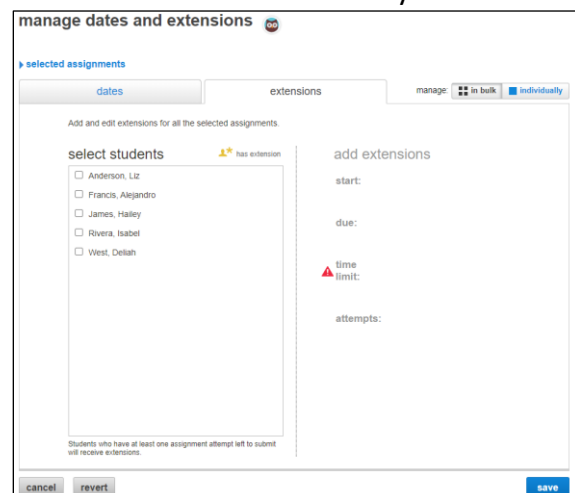 manage dates and extensions
selected assignments
dates
extensions
manage:
in bulk
individually
Add and edit extensions for all the selected assignments.
select students
has extension
Anderson, Liz
Francis, Alejandro
James, Hailey
Rivera, Isabel
West, Deliah
Students who have at least one assignment attempt left to submit
will receive extensions.
add extensions
start:
due:
time
limit:
attempts:
cancel
revert
save